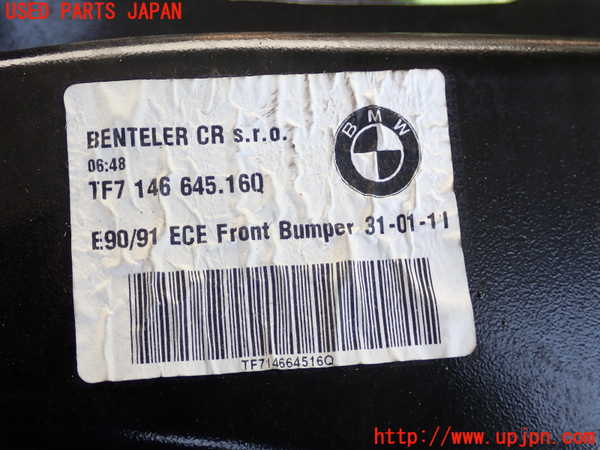 USED PARTS JAPAN
BENTELER CR s.r.o.
06:48
BMW
TF7 146 645.16Q
E90/91 ECE Front Bumper 31-01-11
TF714664516Q
http://www.upjpn.com/